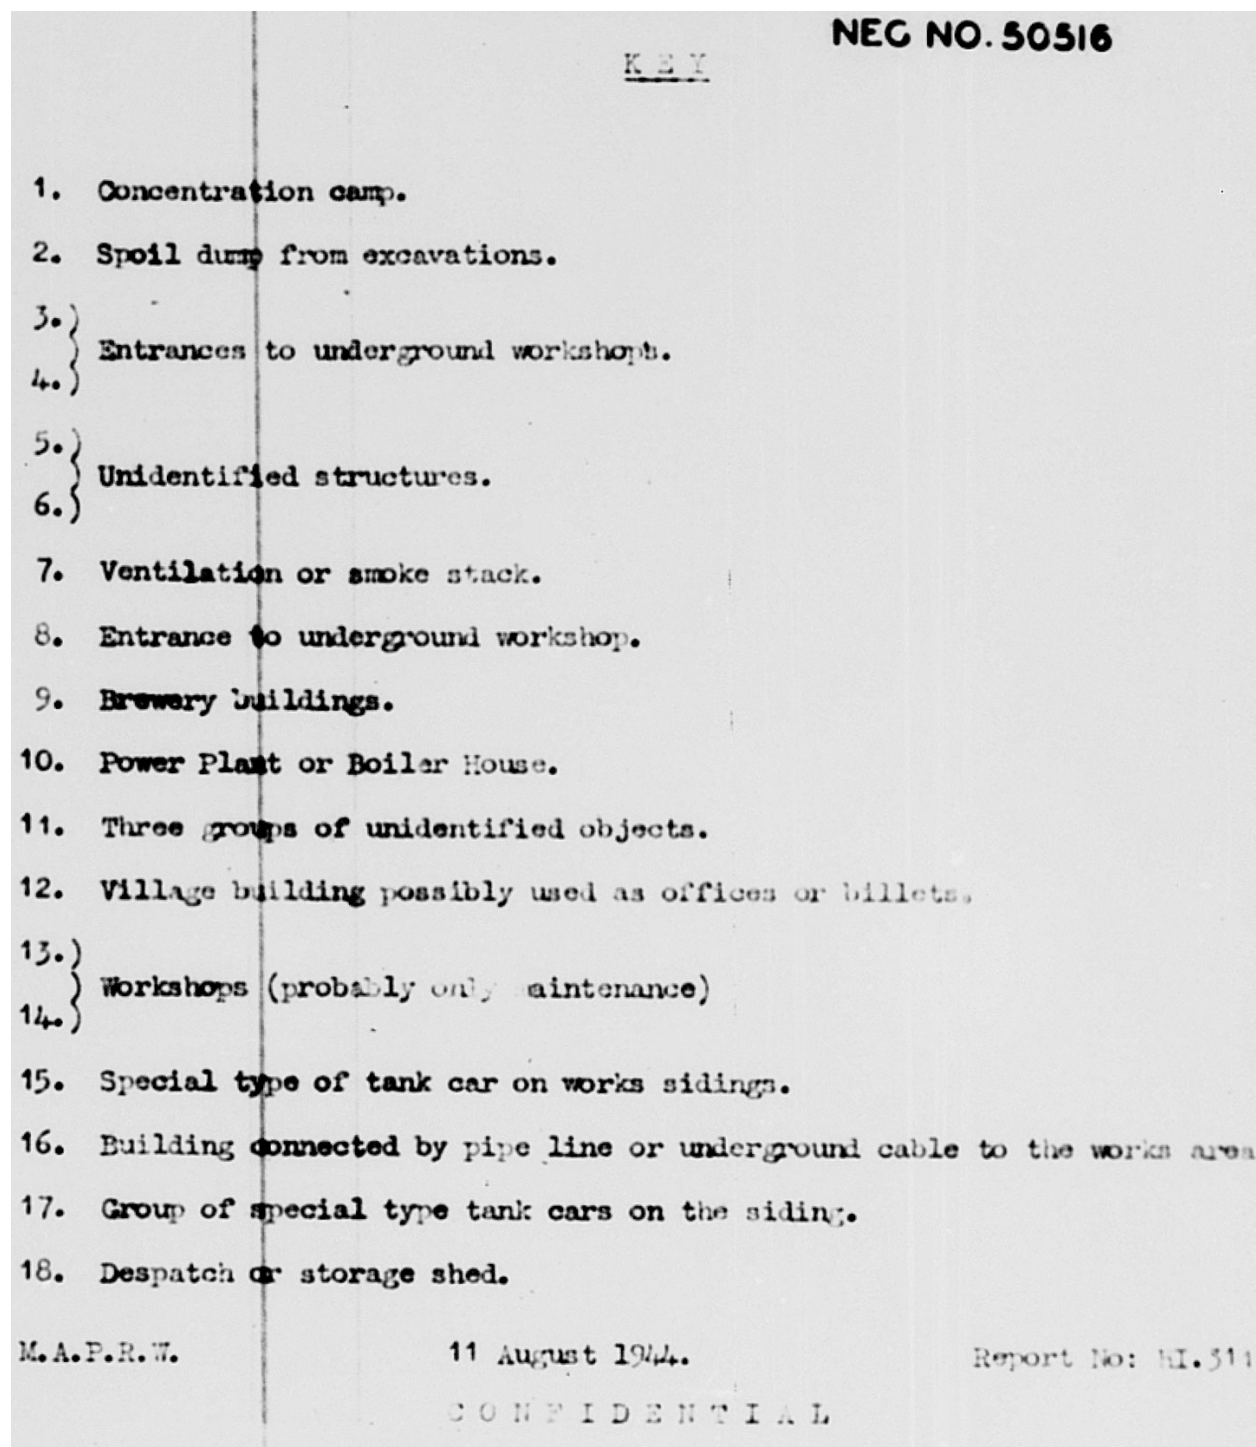 NEG NO. 50516
KEY
1. Concentration camp.
2. Spoil dump from excavations.
3.)
) Entrances to underground workshops.
4.)
5.)
) Unidentified structures.
6.)
7. Ventilation or smoke stack.
8. Entrance to underground workshop.
9. Brewery buildings.
10. Power Plant or Boiler House.
11. Three groups of unidentified objects.
12. Village building possibly used as offices or billets.
13.)
) Workshops (probably only maintenance)
14.)
15. Special type of tank car on works sidings.
16. Building connected by pipe line or underground cable to the works area
17. Group of special type tank cars on the siding.
18. Despatch or storage shed.
M.A.P.R.W. 11 August 1944. Report No:
CONFIDENTIAL